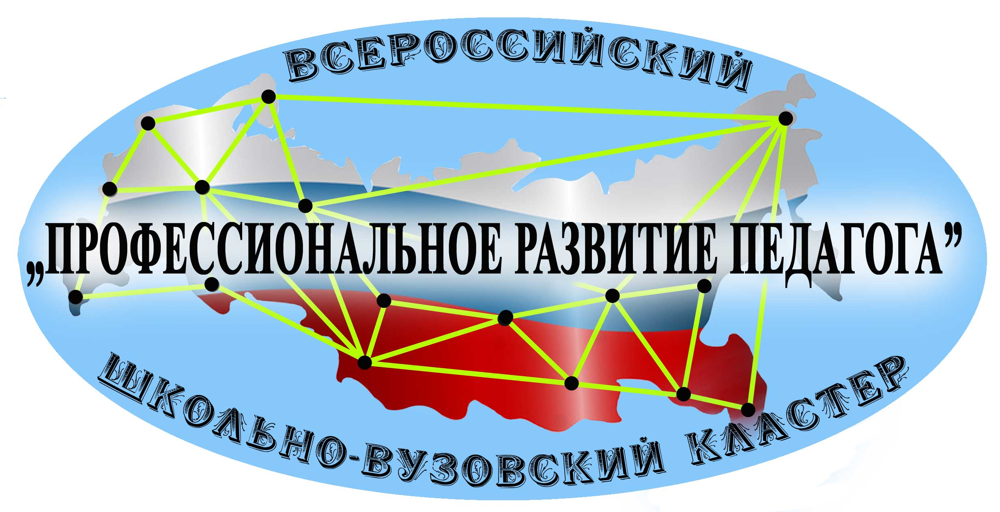 ВСЕРОССИЙСКИЙ
„ПРОФЕССИОНАЛЬНОЕ РАЗВИТИЕ ПЕДАГОГА”
ШКОЛЬНО-ВУЗОВСКИЙ КЛАСТЕР